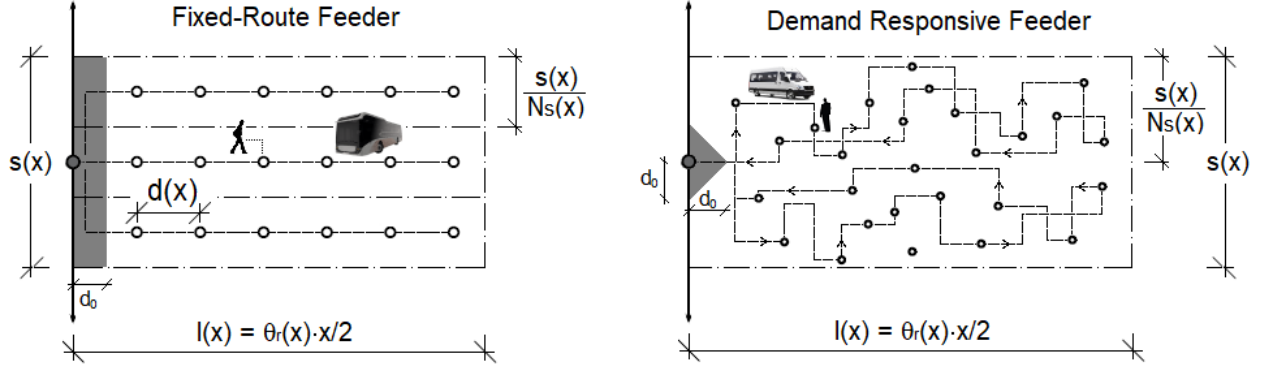 Fixed-Route Feeder
s(x)
d(x)
d₀
s(x)
Ns(x)
l(x) = θr(x)·x/2
Demand Responsive Feeder
d₀
d₀
s(x)
Ns(x)
s(x)
l(x) = θr(x)·x/2